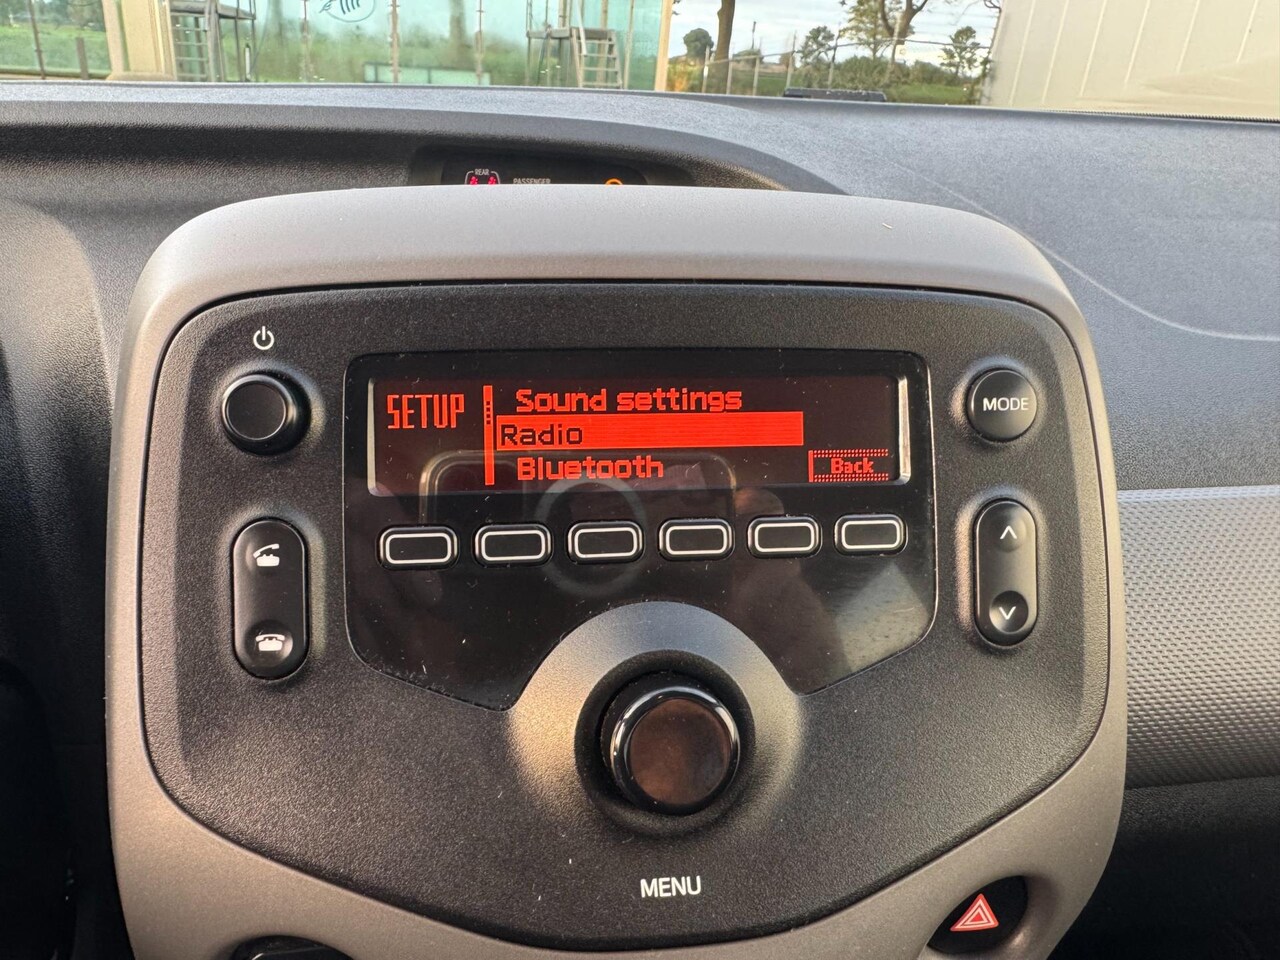 REAR
PASSENGER
SETUP
Sound settings
Radio
Bluetooth
Back
MODE
MENU